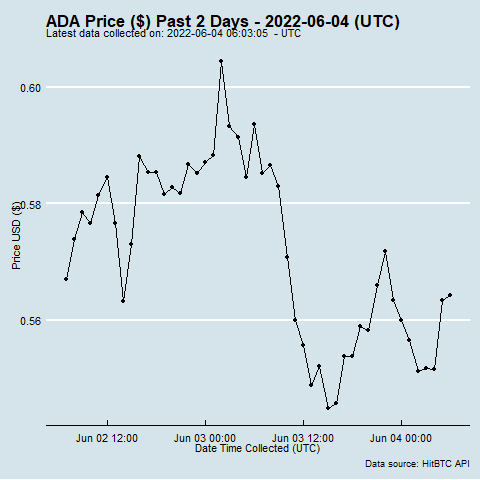 ADA Price ($) Past 2 Days - 2022-06-04 (UTC)
Latest data collected on: 2022-06-04 06:03:05 - UTC
0.60
0.58
0.56
Price USD ($)
Jun 02 12:00 Jun 03 00:00 Jun 03 12:00 Jun 04 00:00
Date Time Collected (UTC)
Data source: HitBTC API